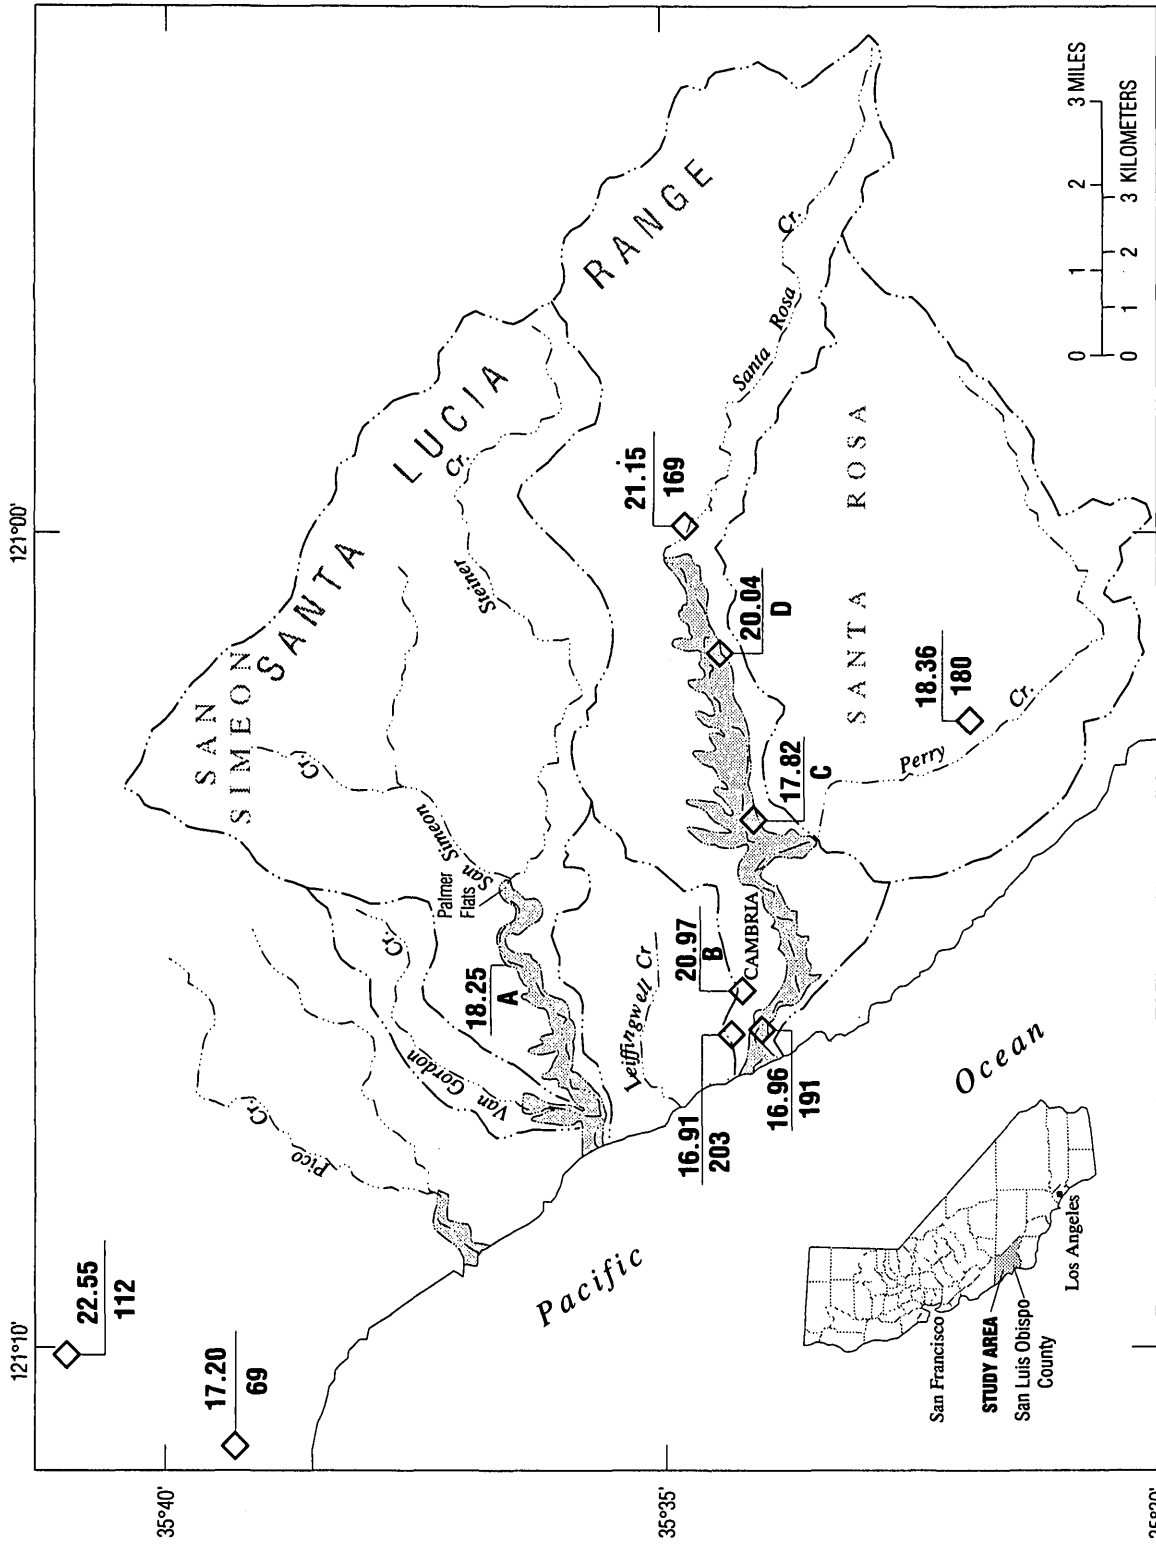 121°10'
121°00'
35°40'
35°35'
35°30'
22.55
112
17.20
69
SAN
SIMEON
SANTA
LUCIA
RANGE
Pico
Cr.
Van
Gordon
Cr.
San
Simeon
Cr.
Steiner
Cr.
Palmer
Flats
18.25
A
Leiffingwell Cr
20.97
B
CAMBRIA
16.91
203
16.96
191
17.82
C
20.04
D
21.15
169
18.36
180
Santa
Rosa
Cr.
SANTA ROSA
Perry
Cr.
Pacific
Ocean
San Francisco
STUDY AREA
San Luis Obispo
County
Los Angeles
0 1 2 3 MILES
0 1 2 3 KILOMETERS